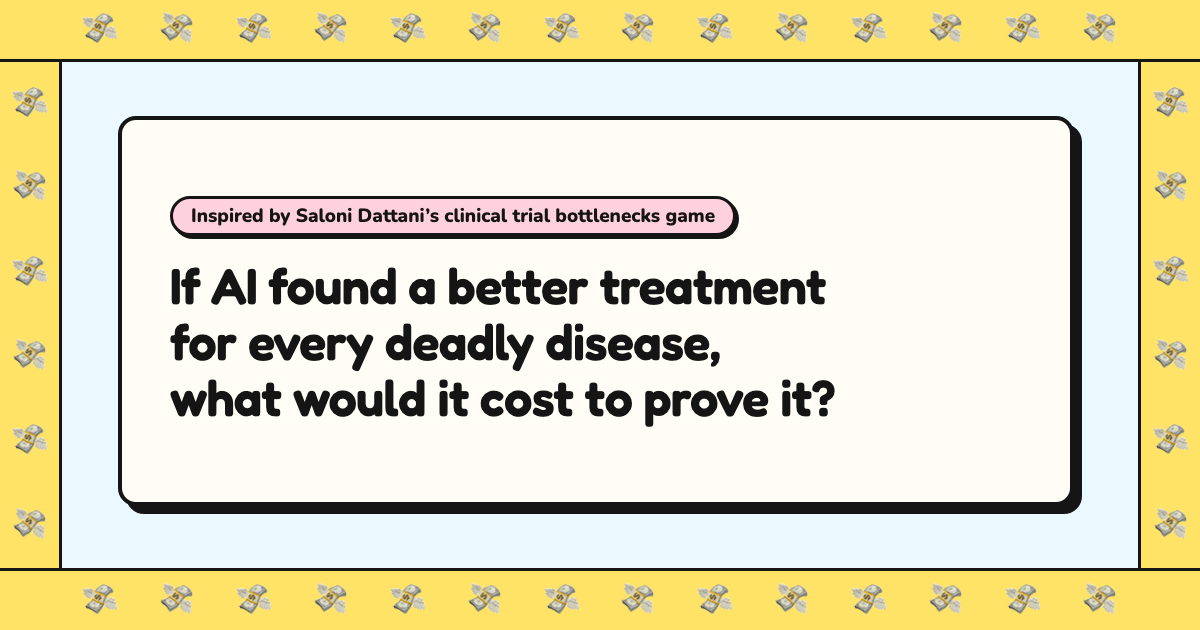 Inspired by Saloni Dattani’s clinical trial bottlenecks game
If AI found a better treatment
for every deadly disease,
what would it cost to prove it?